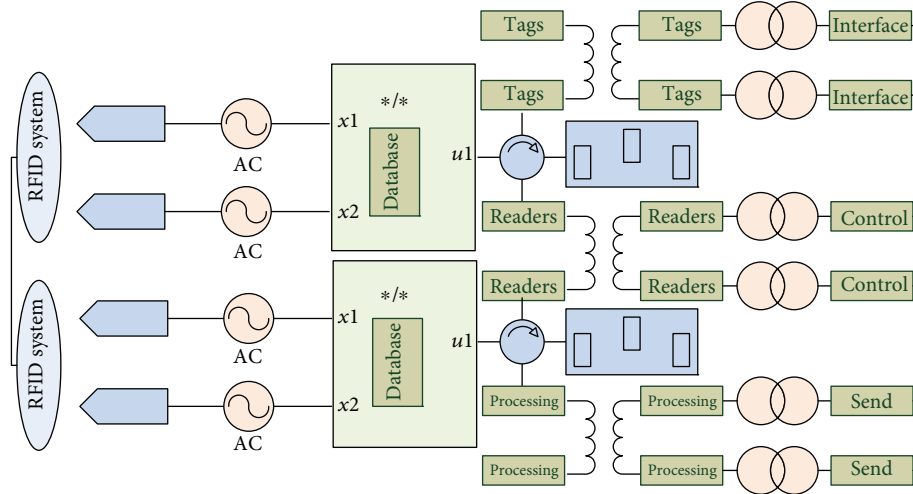 Tags Tags Interface
RFID system
AC
x1
*/*
Database
Tags Tags Interface
u1
AC
x2
Readers Readers Control
RFID system
AC
x1
*/*
Database
Readers Readers Control
u1
AC
x2
Processing Processing Send
Processing Processing Send